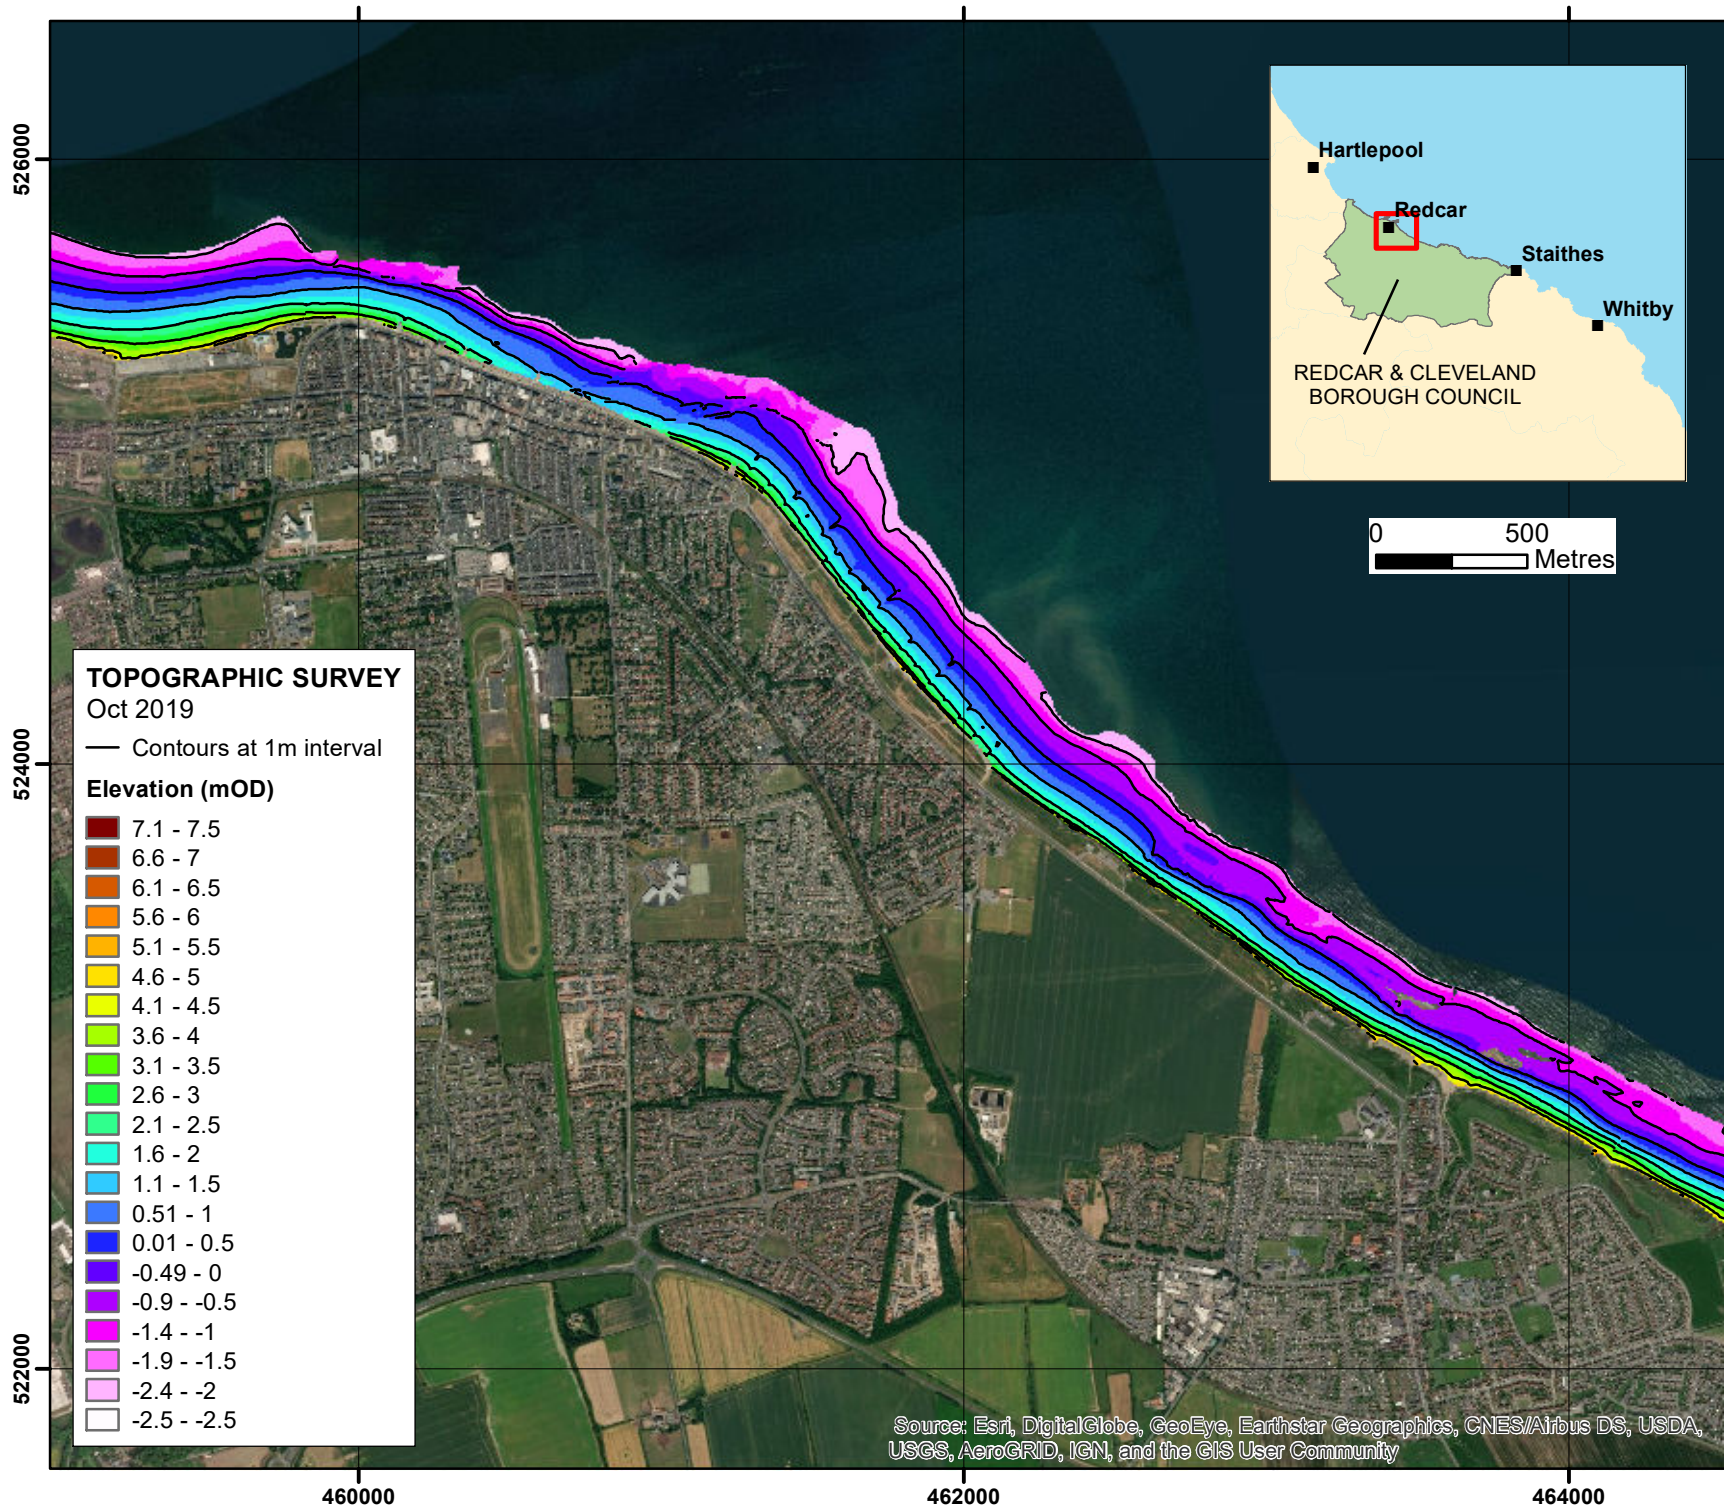 526000
524000
522000
Hartlepool
Redcar
Staithes
Whitby
REDCAR & CLEVELAND
BOROUGH COUNCIL
0 500
Metres
TOPOGRAPHIC SURVEY
Oct 2019
Contours at 1m interval
Elevation (mOD)
7.1 - 7.5
6.6 - 7
6.1 - 6.5
5.6 - 6
5.1 - 5.5
4.6 - 5
4.1 - 4.5
3.6 - 4
3.1 - 3.5
2.6 - 3
2.1 - 2.5
1.6 - 2
1.1 - 1.5
0.51 - 1
0.01 - 0.5
-0.49 - 0
-0.9 - -0.5
-1.4 - -1
-1.9 - -1.5
-2.4 - -2
-2.5 - -2.5
Source: Esri, DigitalGlobe, GeoEye, Earthstar Geographics, CNES/Airbus DS, USDA,
USGS, AeroGRID, IGN, and the GIS User Community
460000 462000 464000